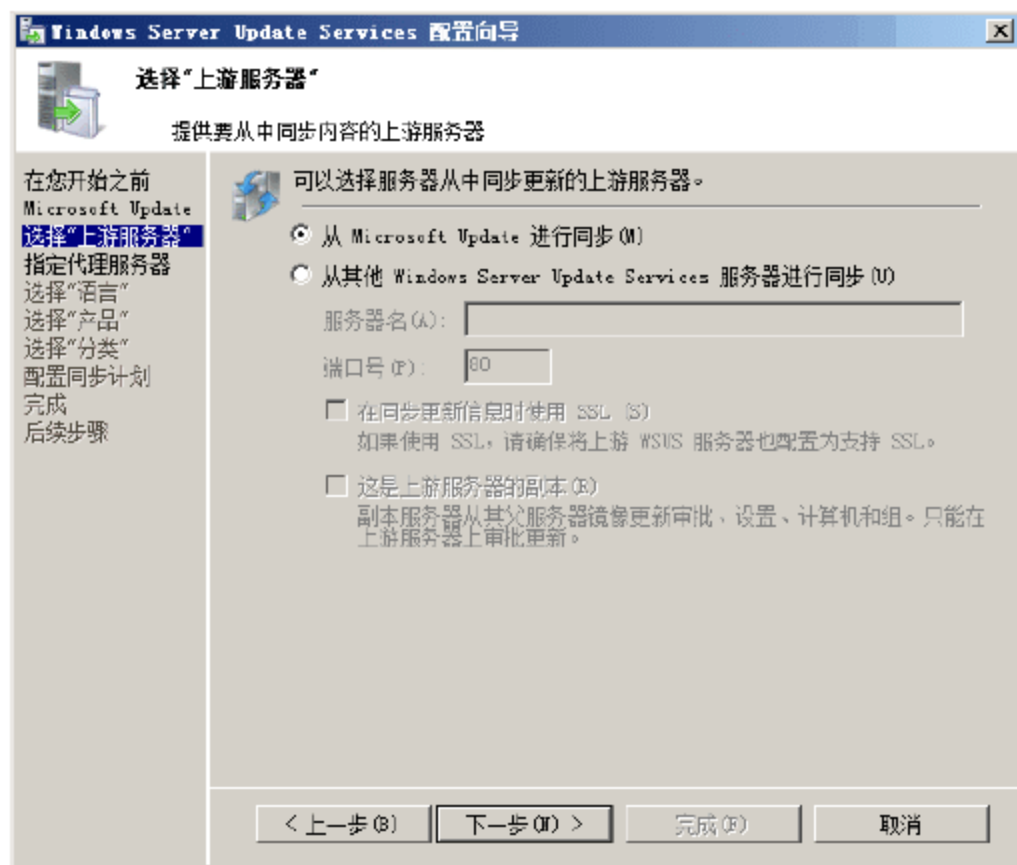 Windows Server Update Services 配置向导
选择“上游服务器”
提供要从中同步内容的上游服务器
在您开始之前
Microsoft Update
选择“上游服务器”
指定代理服务器
选择“语言”
选择“产品”
选择“分类”
配置同步计划
完成
后续步骤
可以选择服务器从中同步更新的上游服务器。
从 Microsoft Update 进行同步(M)
从其他 Windows Server Update Services 服务器进行同步(U)
服务器名(A):
端口号(P):
80
在同步更新信息时使用 SSL (S)
如果使用 SSL，请确保将上游 WSUS 服务器也配置为支持 SSL。
这是上游服务器的副本(R)
副本服务器从其父服务器镜像更新审批、设置、计算机和组。只能在
上游服务器上审批更新。
< 上一步(B)
下一步(N) >
完成(F)
取消